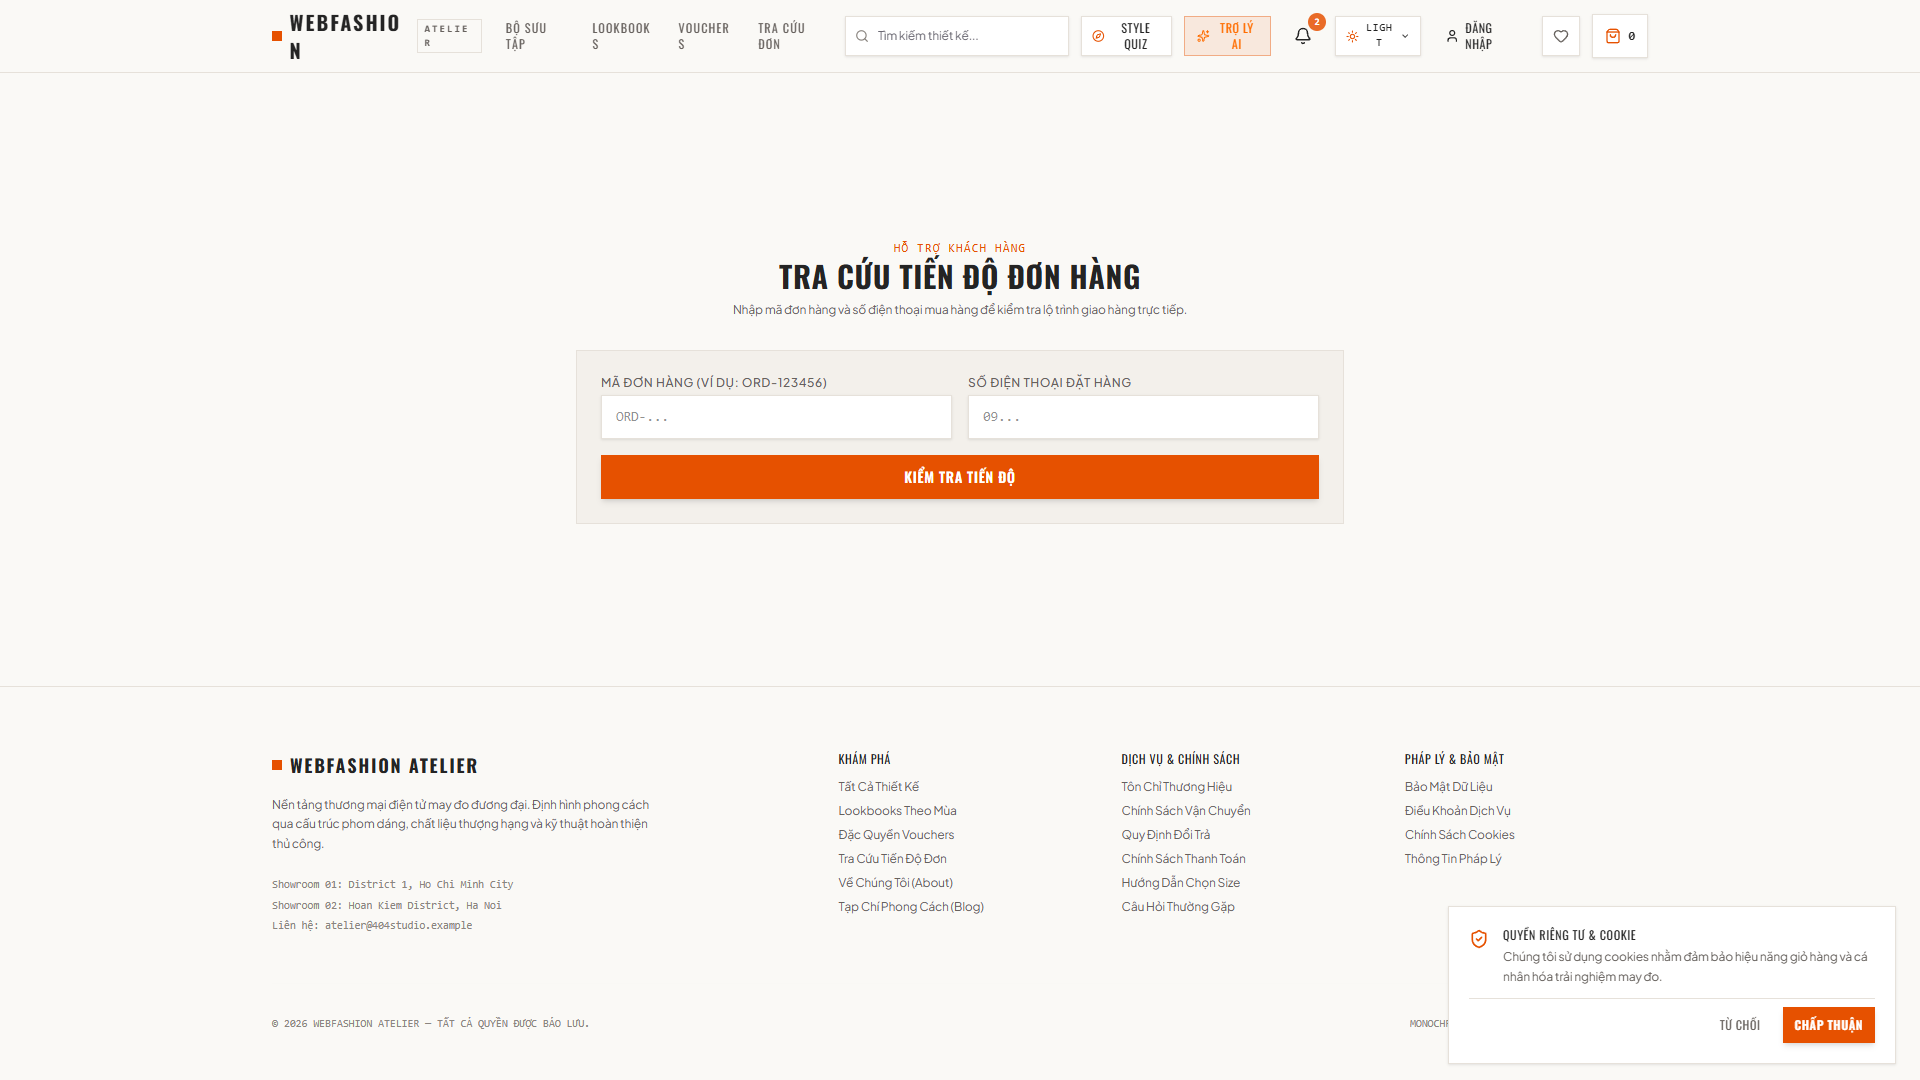 WEBFASHIO
N
ATELIE
R
BỘ SƯU
TẬP
LOOKBOOK
S
VOUCHER
S
TRA CỨU
ĐƠN
Tìm kiếm thiết kế...
STYLE
QUIZ
TRỢ LÝ
AI
2
LIGH
T
ĐĂNG
NHẬP
0
HỖ TRỢ KHÁCH HÀNG
TRA CỨU TIẾN ĐỘ ĐƠN HÀNG
Nhập mã đơn hàng và số điện thoại mua hàng để kiểm tra lộ trình giao hàng trực tiếp.
MÃ ĐƠN HÀNG (VÍ DỤ: ORD-123456)
SỐ ĐIỆN THOẠI ĐẶT HÀNG
ORD-...
09...
KIỂM TRA TIẾN ĐỘ
WEBFASHION ATELIER
Nền tảng thương mại điện tử may đo đương đại. Định hình phong cách
qua cấu trúc phom dáng, chất liệu thượng hạng và kỹ thuật hoàn thiện
thủ công.
Showroom 01: District 1, Ho Chi Minh City
Showroom 02: Hoan Kiem District, Ha Noi
Liên hệ: atelier@404studio.example
KHÁM PHÁ
Tất Cả Thiết Kế
Lookbooks Theo Mùa
Đặc Quyền Vouchers
Tra Cứu Tiến Độ Đơn
Về Chúng Tôi (About)
Tạp Chí Phong Cách (Blog)
DỊCH VỤ & CHÍNH SÁCH
Tôn Chỉ Thương Hiệu
Chính Sách Vận Chuyển
Quy Định Đổi Trả
Chính Sách Thanh Toán
Hướng Dẫn Chọn Size
Câu Hỏi Thường Gặp
PHÁP LÝ & BẢO MẬT
Bảo Mật Dữ Liệu
Điều Khoản Dịch Vụ
Chính Sách Cookies
Thông Tin Pháp Lý
© 2026 WEBFASHION ATELIER — TẤT CẢ QUYỀN ĐƯỢC BẢO LƯU.
QUYỀN RIÊNG TƯ & COOKIE
Chúng tôi sử dụng cookies nhằm đảm bảo hiệu năng giỏ hàng và cá
nhân hóa trải nghiệm may đo.
TỪ CHỐI
CHẤP THUẬN